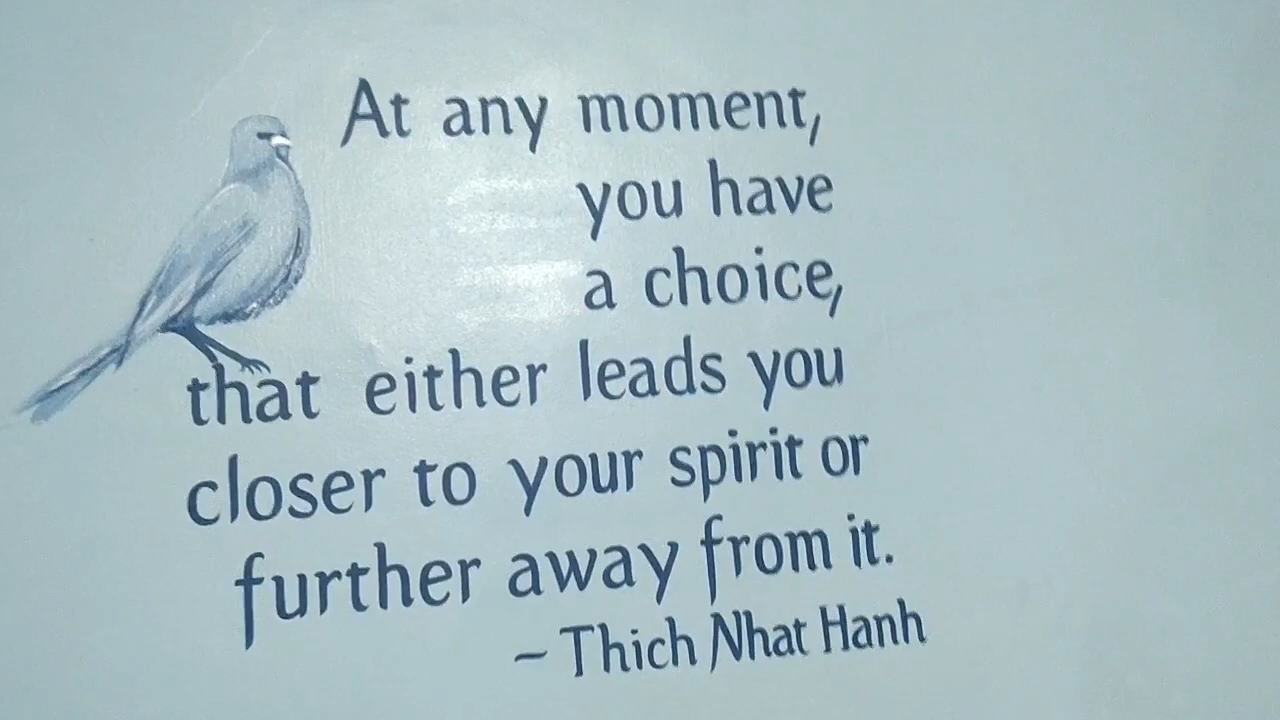 At any moment,
you have
a choice,
that either leads you
closer to your spirit or
further away from it.
– Thich Nhat Hanh